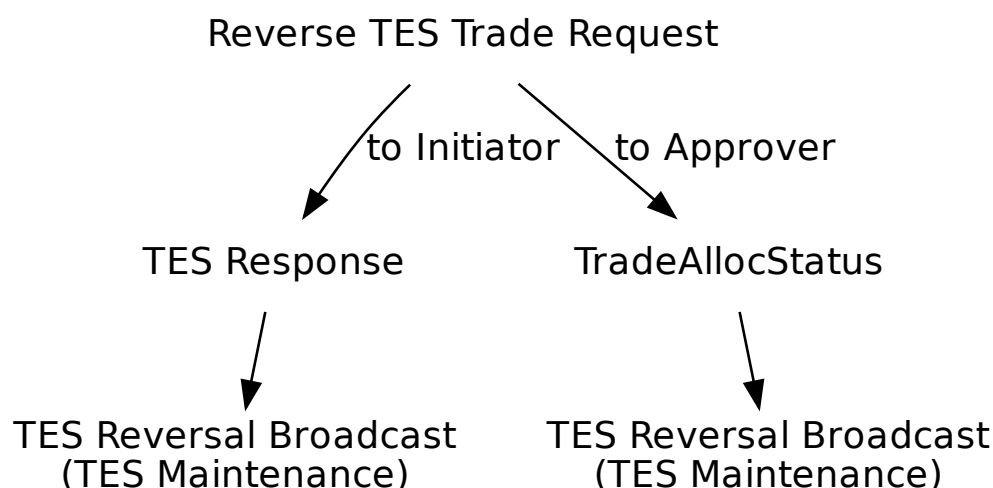 Reverse TES Trade Request
to Initiator
to Approver
TES Response
TradeAllocStatus
TES Reversal Broadcast
(TES Maintenance)
TES Reversal Broadcast
(TES Maintenance)